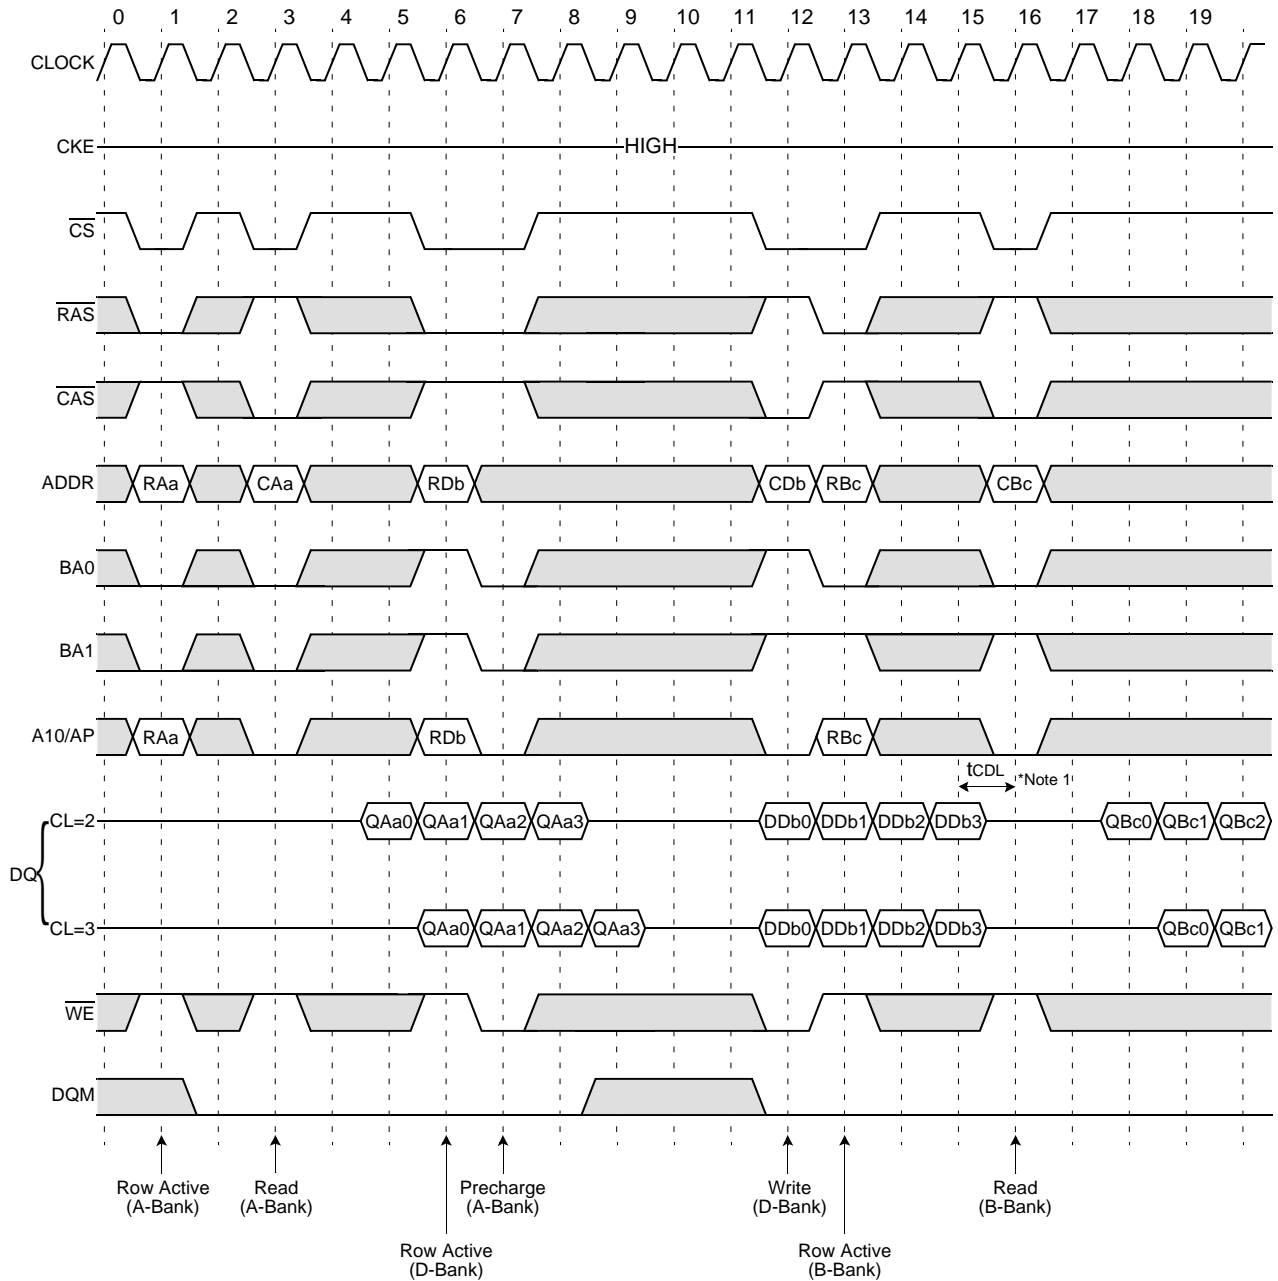 0 1 2 3 4 5 6 7 8 9 10 11 12 13 14 15 16 17 18 19
CLOCK
CKE HIGH
CS
RAS
CAS
ADDR RAa CAa RDb CDb RBc CBc
BA0
BA1
A10/AP RAa RDb RBc
tCDL *Note 1
CL=2 QAa0 QAa1 QAa2 QAa3 DDb0 DDb1 DDb2 DDb3 QBc0 QBc1 QBc2
DQ
CL=3 QAa0 QAa1 QAa2 QAa3 DDb0 DDb1 DDb2 DDb3 QBc0 QBc1
WE
DQM
Row Active Read Precharge Write Read
(A-Bank) (A-Bank) (A-Bank) (D-Bank) (B-Bank)
Row Active Row Active
(D-Bank) (B-Bank)